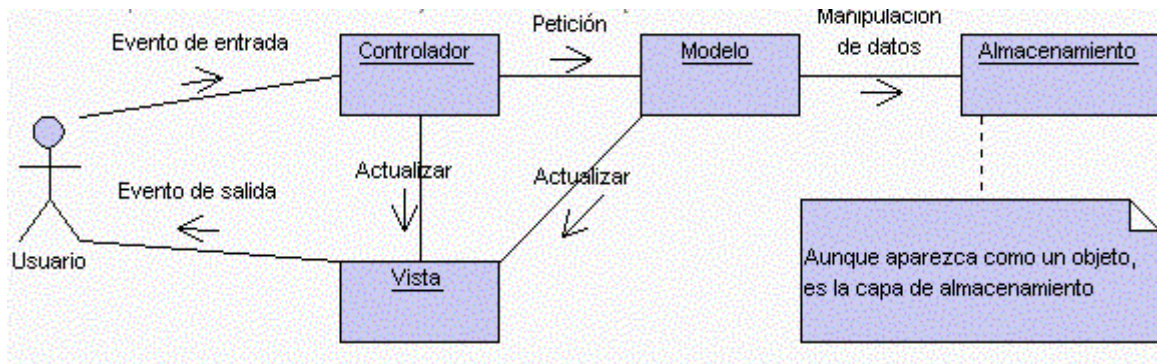 Evento de entrada
Controlador
Petición
Modelo
Manipulación
de datos
Almacenamiento
Actualizar
Actualizar
Evento de salida
Usuario
Vista
Aunque aparezca como un objeto,
es la capa de almacenamiento